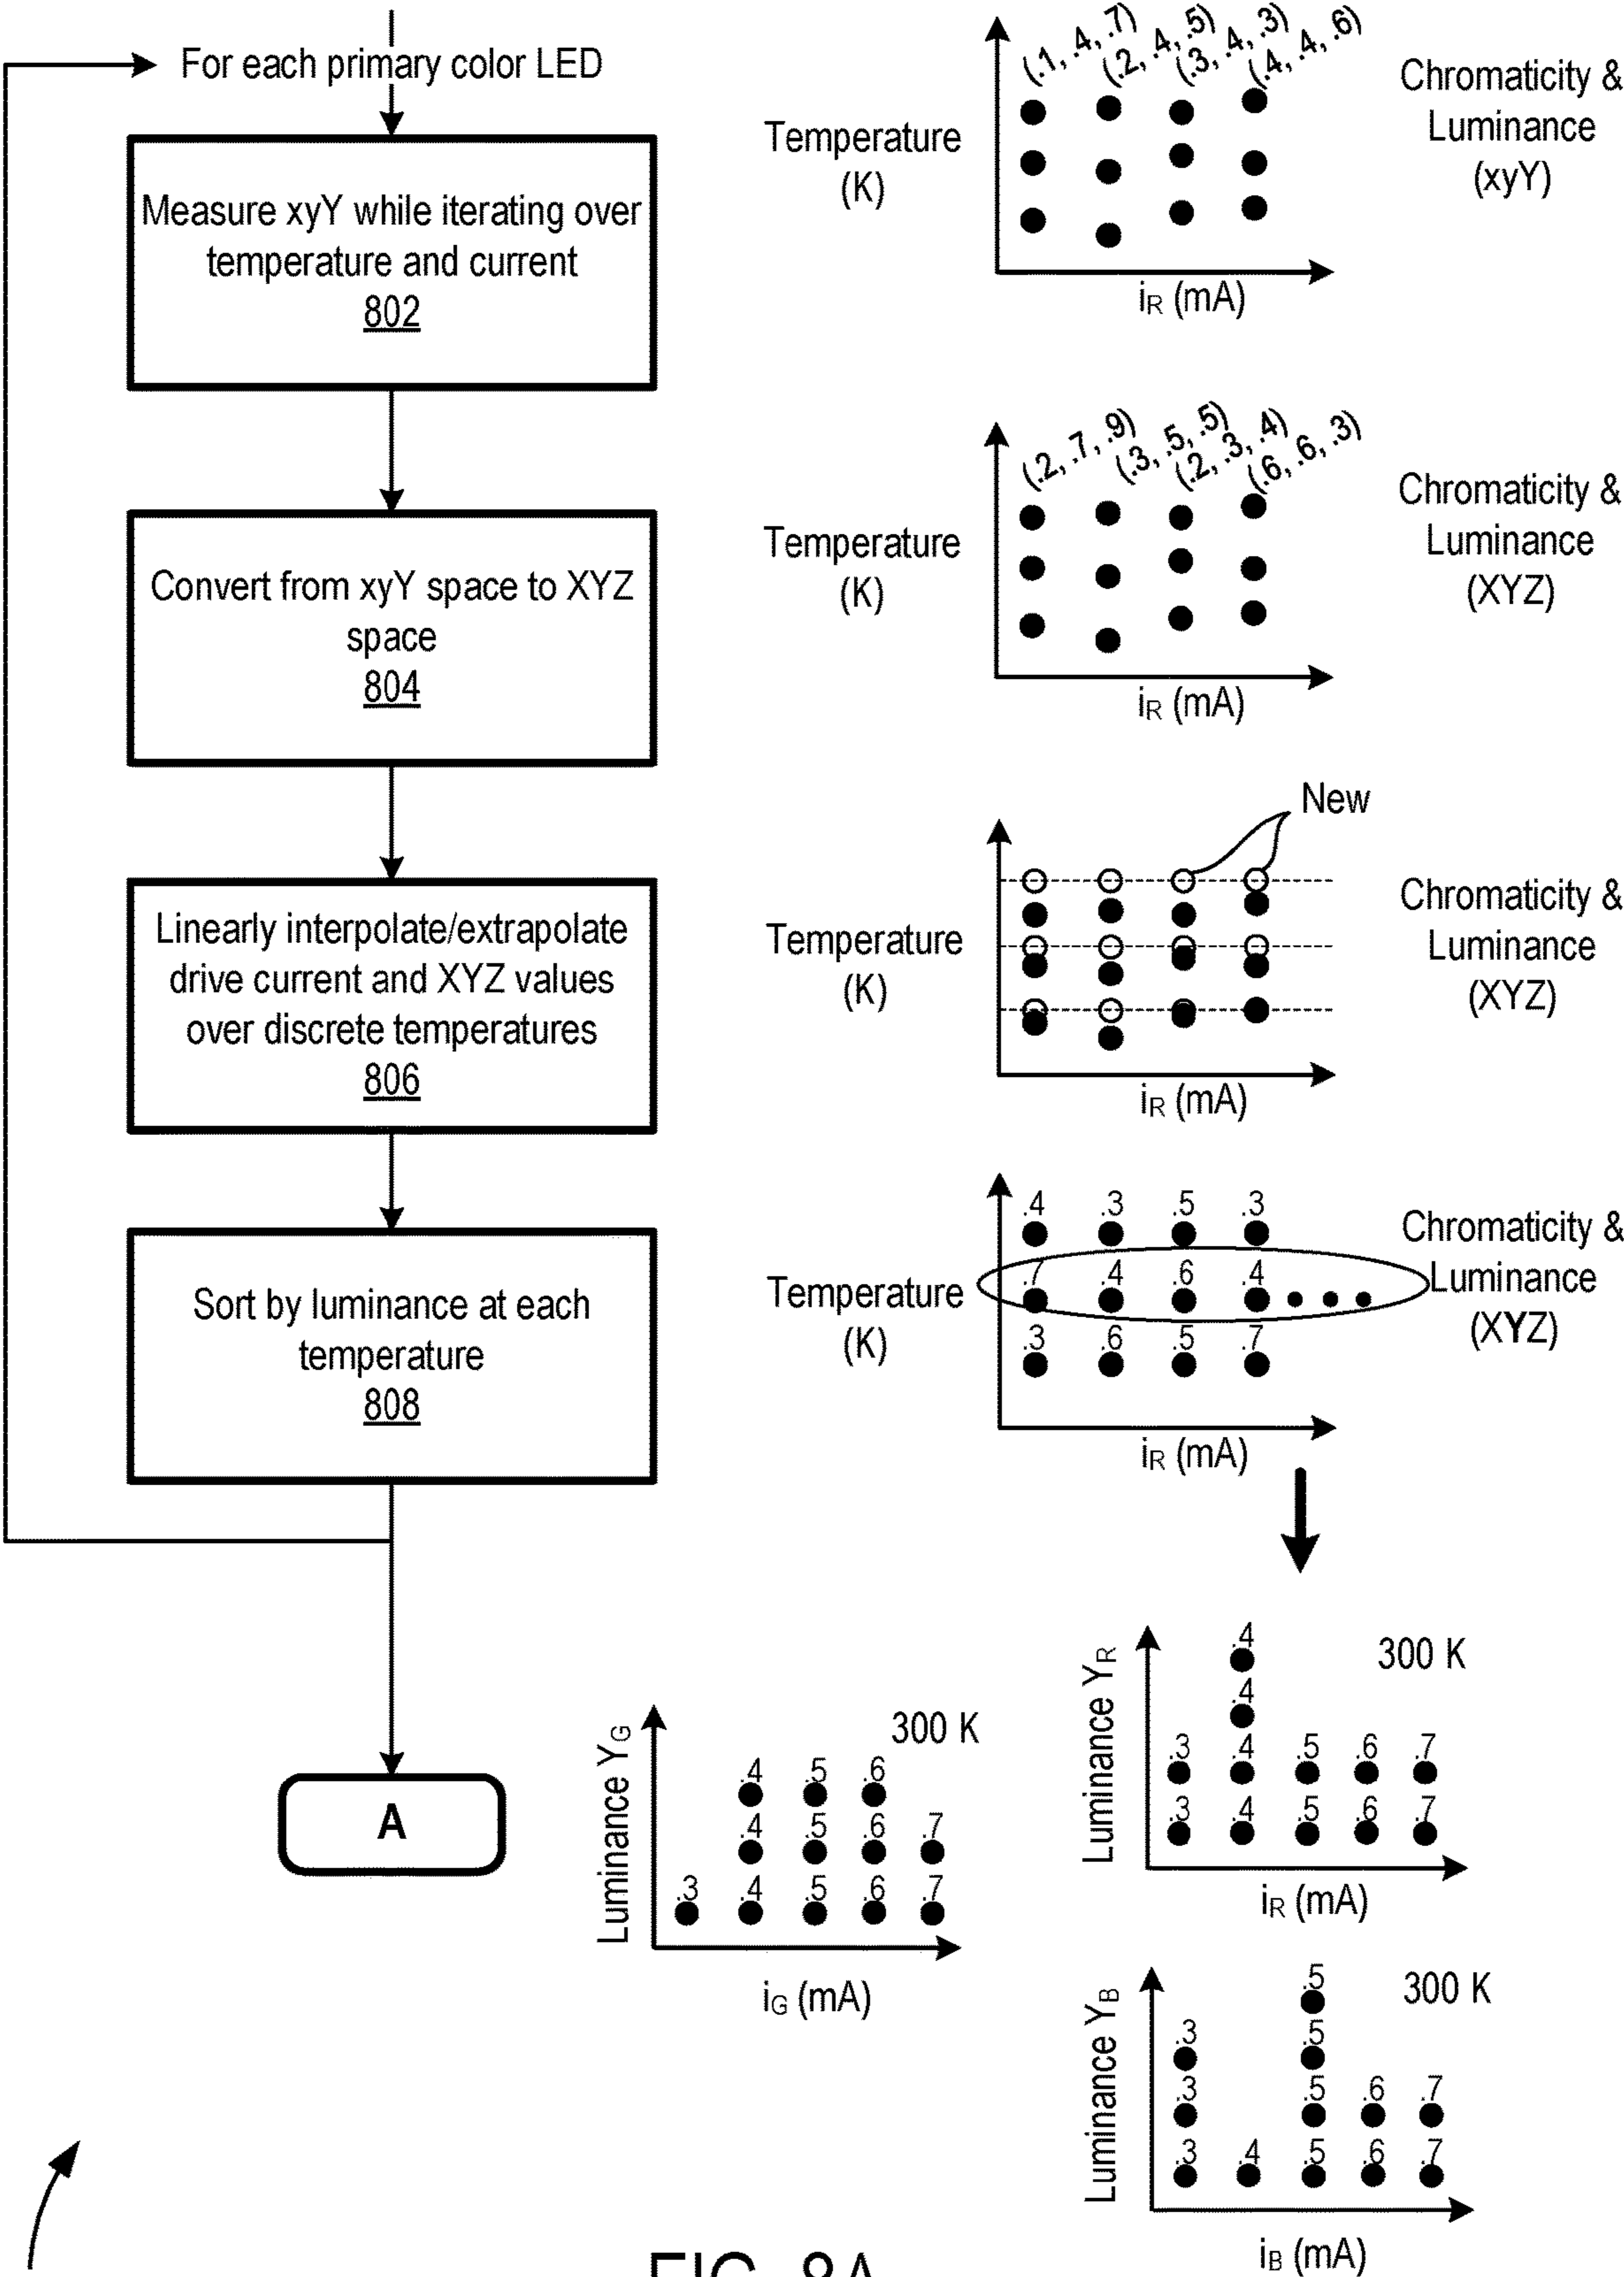 For each primary color LED
Measure xyY while iterating over
temperature and current
802
Convert from xyY space to XYZ
space
804
Linearly interpolate/extrapolate
drive current and XYZ values
over discrete temperatures
806
Sort by luminance at each
temperature
808
A
(.1, .4, .7) (.2, .4, .5) (.3, .4, .3) (.4, .4, .6)
Temperature
(K)
Chromaticity &
Luminance
(xyY)
iR (mA)
(.2, .7, .9) (.3, .5, .5) (.2, .3, .4) (.6, .6, .3)
Temperature
(K)
Chromaticity &
Luminance
(XYZ)
iR (mA)
New
Temperature
(K)
Chromaticity &
Luminance
(XYZ)
iR (mA)
.4 .3 .5 .3
.7 .4 .6 .4
.3 .6 .5 .7
Temperature
(K)
Chromaticity &
Luminance
(XYZ)
iR (mA)
Luminance YG
300 K
.4 .5 .6
.4 .5 .6 .7
.3 .4 .5 .6 .7
iG (mA)
Luminance YR
300 K
.4
.4
.3 .4 .5 .6 .7
.3 .4 .5 .6 .7
iR (mA)
Luminance YB
300 K
.5
.3 .5
.3 .5 .6 .7
.3 .4 .5 .6 .7
iB (mA)
FIG. 8A